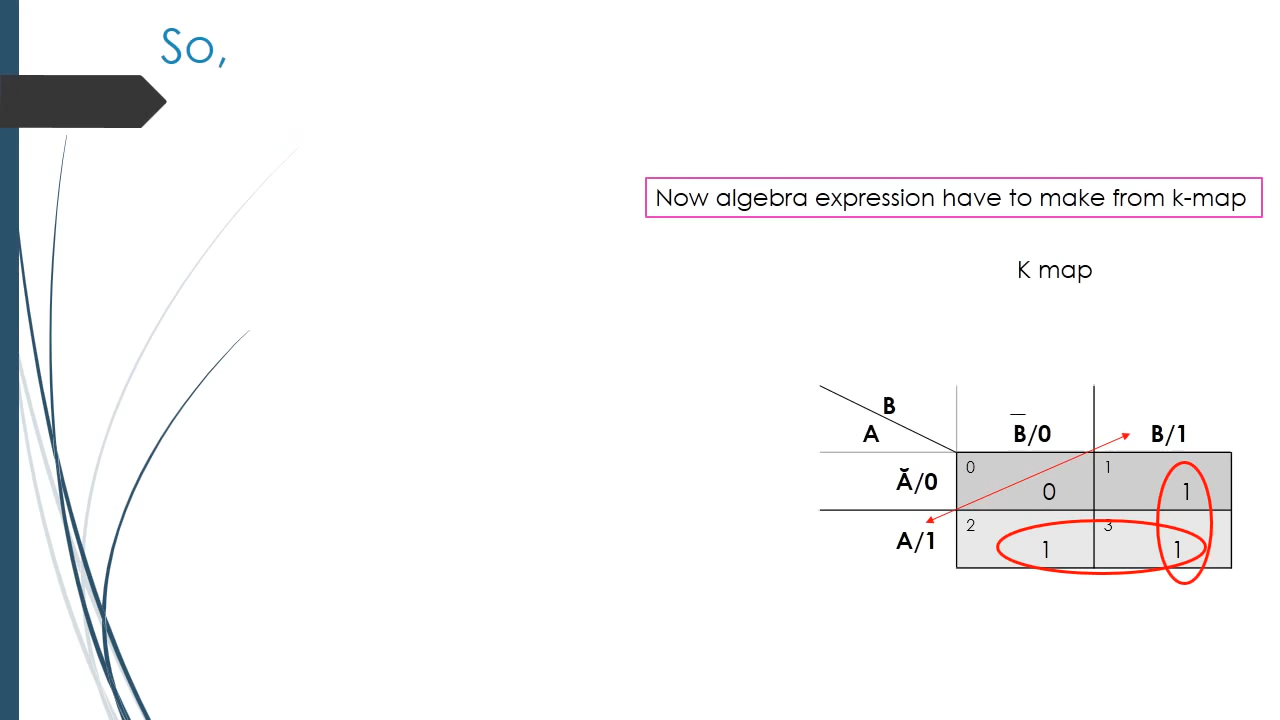 So,
Now algebra expression have to make from k-map
K map
B
A
B̅/0
B/1
Ă/0
0
0
1
1
A/1
2
1
3
1